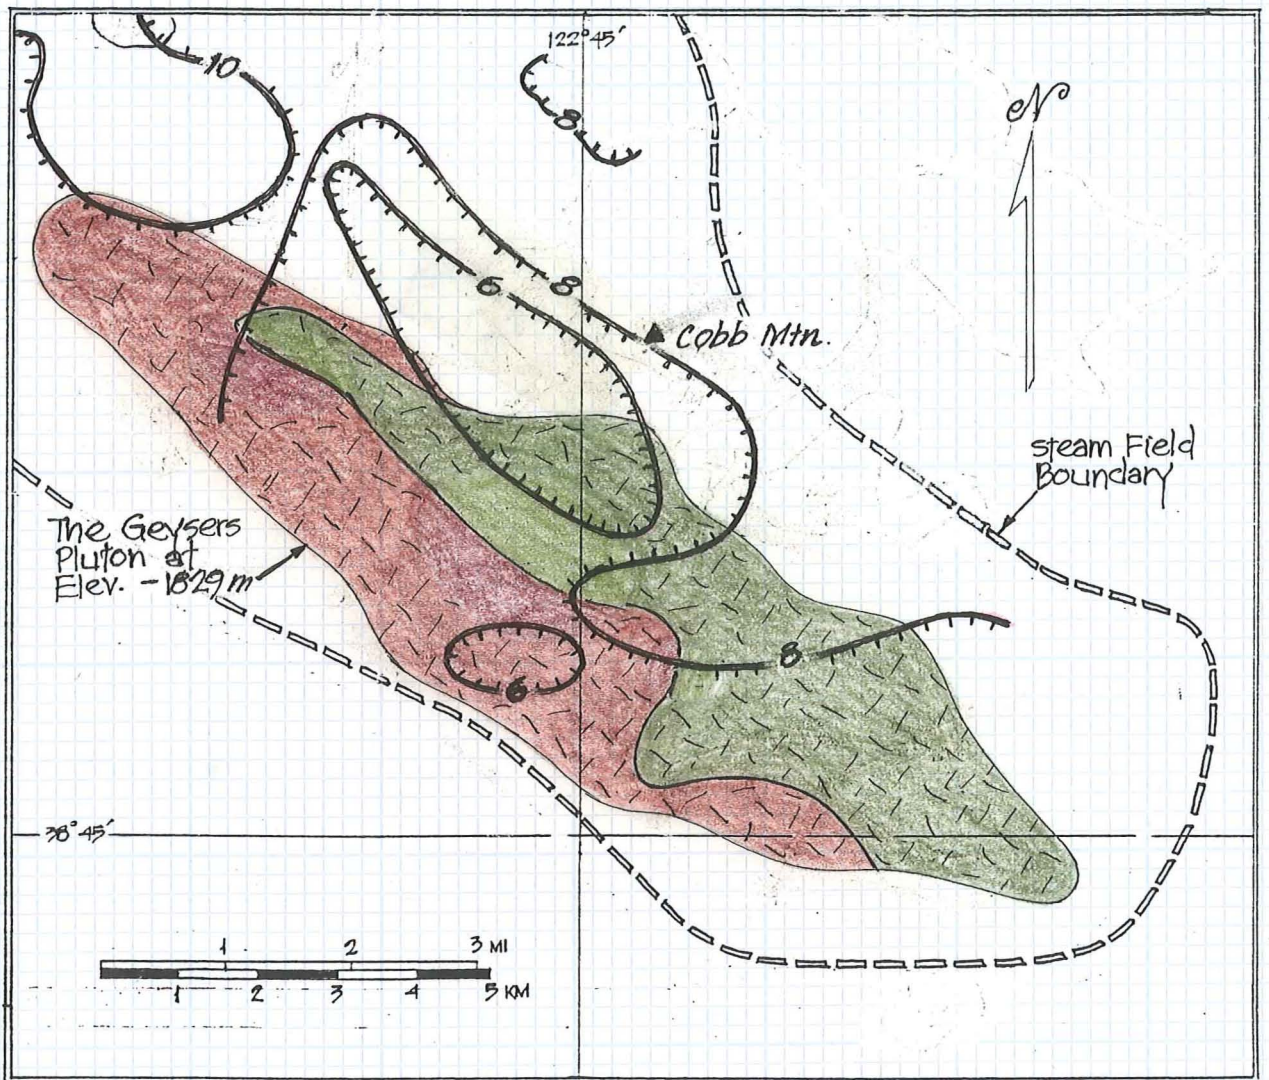 122°45′
10
N
8
6
8
Cobb Mtn.
steam Field
Boundary
The Geysers
Pluton at
Elev. -1829 m
8
6
38°45′
1 2 3 MI
1 2 3 4 5 KM